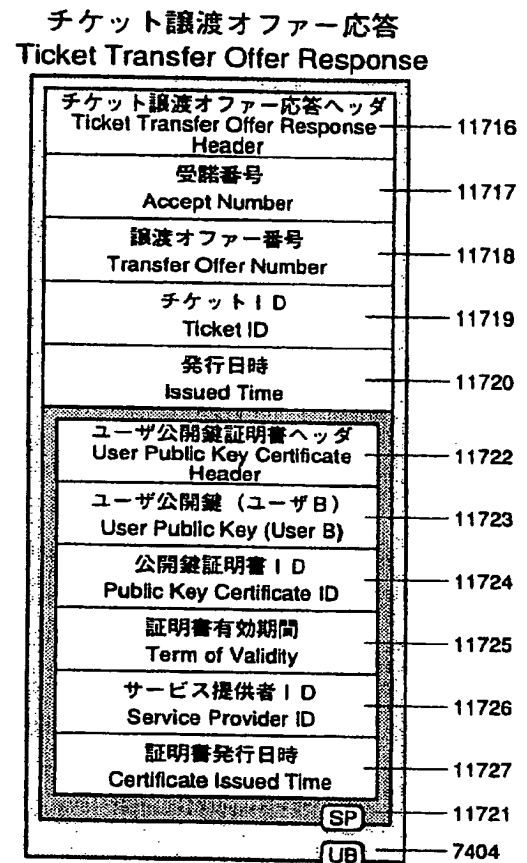 チケット譲渡オファー応答
Ticket Transfer Offer Response
チケット譲渡オファー応答ヘッダ
Ticket Transfer Offer Response
Header
11716
受諾番号
Accept Number
11717
譲渡オファー番号
Transfer Offer Number
11718
チケットID
Ticket ID
11719
発行日時
Issued Time
11720
ユーザ公開鍵証明書ヘッダ
User Public Key Certificate
Header
11722
ユーザ公開鍵（ユーザB）
User Public Key (User B)
11723
公開鍵証明書ID
Public Key Certificate ID
11724
証明書有効期間
Term of Validity
11725
サービス提供者ID
Service Provider ID
11726
証明書発行日時
Certificate Issued Time
11727
SP
11721
UB
7404